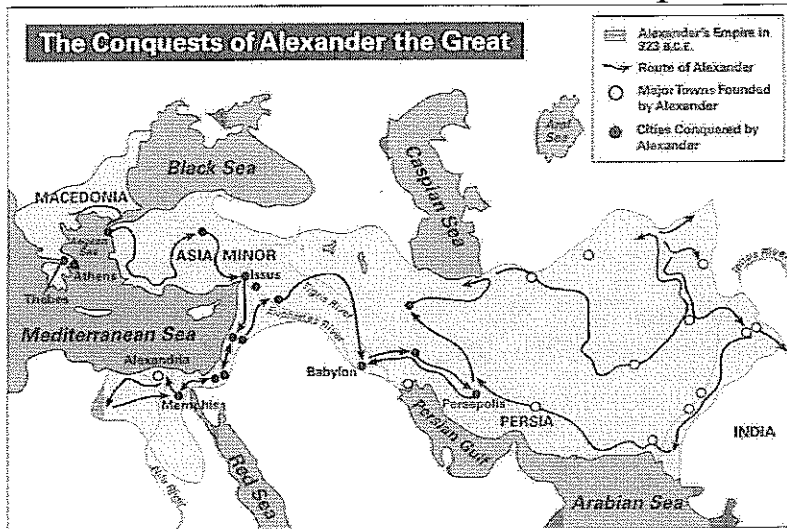 The Conquests of Alexander the Great
Alexander's Empire in
323 B.C.E.
Route of Alexander
Major Towns Founded
by Alexander
Cities Conquered by
Alexander
Aral
Sea
Black Sea
Caspian Sea
MACEDONIA
Aegean
Sea
ASIA MINOR
Athens
Issus
Thebes
Tigris River
Euphrates River
Indus River
Mediterranean Sea
Alexandria
Babylon
Memphis
Persepolis
PERSIA
INDIA
Persian Gulf
Nile River
Red Sea
Arabian Sea